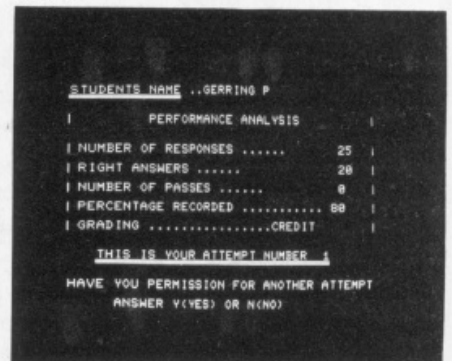 STUDENTS NAME ..GERRING P
| PERFORMANCE ANALYSIS |
| NUMBER OF RESPONSES ...... 25 |
| RIGHT ANSWERS ...... 20 |
| NUMBER OF PASSES ...... 0 |
| PERCENTAGE RECORDED ........... 80 |
| GRADING ................CREDIT |
THIS IS YOUR ATTEMPT NUMBER 1
HAVE YOU PERMISSION FOR ANOTHER ATTEMPT
ANSWER Y(YES) OR N(NO)